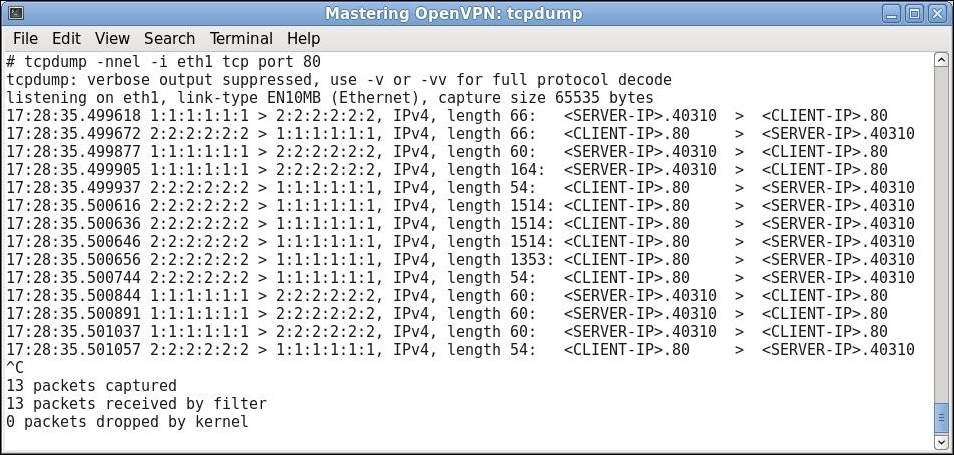 Mastering OpenVPN: tcpdump
File Edit View Search Terminal Help
# tcpdump -nnel -i eth1 tcp port 80
tcpdump: verbose output suppressed, use -v or -vv for full protocol decode
listening on eth1, link-type EN10MB (Ethernet), capture size 65535 bytes
17:28:35.499618 1:1:1:1:1:1 > 2:2:2:2:2:2, IPv4, length 66: <SERVER-IP>.40310 > <CLIENT-IP>.80
17:28:35.499672 2:2:2:2:2:2 > 1:1:1:1:1:1, IPv4, length 66: <CLIENT-IP>.80 > <SERVER-IP>.40310
17:28:35.499877 1:1:1:1:1:1 > 2:2:2:2:2:2, IPv4, length 60: <SERVER-IP>.40310 > <CLIENT-IP>.80
17:28:35.499905 1:1:1:1:1:1 > 2:2:2:2:2:2, IPv4, length 164: <SERVER-IP>.40310 > <CLIENT-IP>.80
17:28:35.499937 2:2:2:2:2:2 > 1:1:1:1:1:1, IPv4, length 54: <CLIENT-IP>.80 > <SERVER-IP>.40310
17:28:35.500616 2:2:2:2:2:2 > 1:1:1:1:1:1, IPv4, length 1514: <CLIENT-IP>.80 > <SERVER-IP>.40310
17:28:35.500636 2:2:2:2:2:2 > 1:1:1:1:1:1, IPv4, length 1514: <CLIENT-IP>.80 > <SERVER-IP>.40310
17:28:35.500646 2:2:2:2:2:2 > 1:1:1:1:1:1, IPv4, length 1514: <CLIENT-IP>.80 > <SERVER-IP>.40310
17:28:35.500656 2:2:2:2:2:2 > 1:1:1:1:1:1, IPv4, length 1353: <CLIENT-IP>.80 > <SERVER-IP>.40310
17:28:35.500744 2:2:2:2:2:2 > 1:1:1:1:1:1, IPv4, length 54: <CLIENT-IP>.80 > <SERVER-IP>.40310
17:28:35.500844 1:1:1:1:1:1 > 2:2:2:2:2:2, IPv4, length 60: <SERVER-IP>.40310 > <CLIENT-IP>.80
17:28:35.500891 1:1:1:1:1:1 > 2:2:2:2:2:2, IPv4, length 60: <SERVER-IP>.40310 > <CLIENT-IP>.80
17:28:35.501037 1:1:1:1:1:1 > 2:2:2:2:2:2, IPv4, length 60: <SERVER-IP>.40310 > <CLIENT-IP>.80
17:28:35.501057 2:2:2:2:2:2 > 1:1:1:1:1:1, IPv4, length 54: <CLIENT-IP>.80 > <SERVER-IP>.40310
^C
13 packets captured
13 packets received by filter
0 packets dropped by kernel